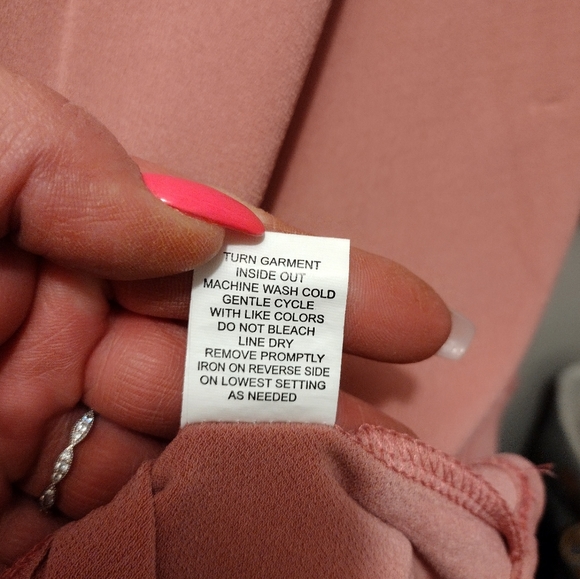 TURN GARMENT
INSIDE OUT
MACHINE WASH COLD
GENTLE CYCLE
WITH LIKE COLORS
DO NOT BLEACH
LINE DRY
REMOVE PROMPTLY
IRON ON REVERSE SIDE
ON LOWEST SETTING
AS NEEDED